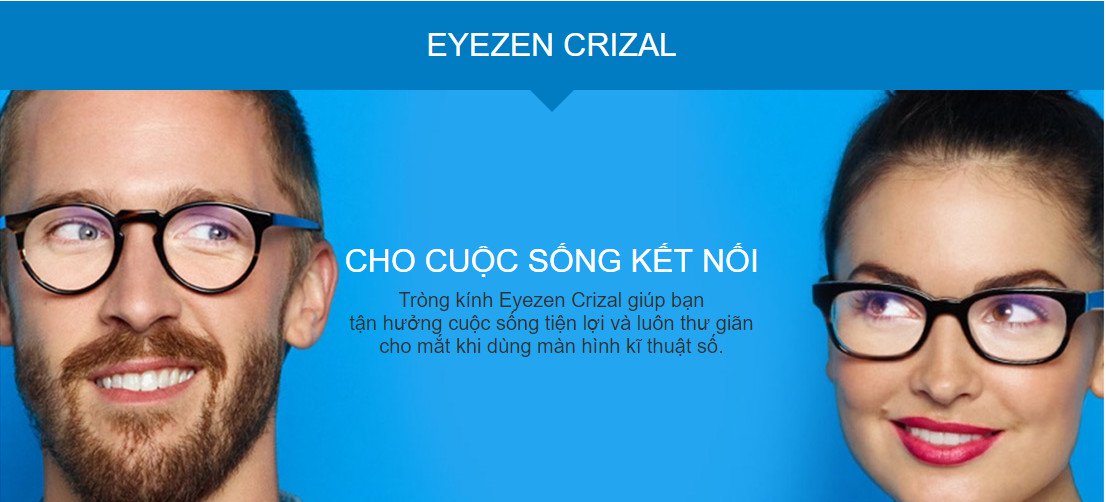 EYEZEN CRIZAL
CHO CUỘC SỐNG KẾT NỐI
Tròng kính Eyezen Crizal giúp bạn
tận hưởng cuộc sống tiện lợi và luôn thư giãn
cho mắt khi dùng màn hình kĩ thuật số.